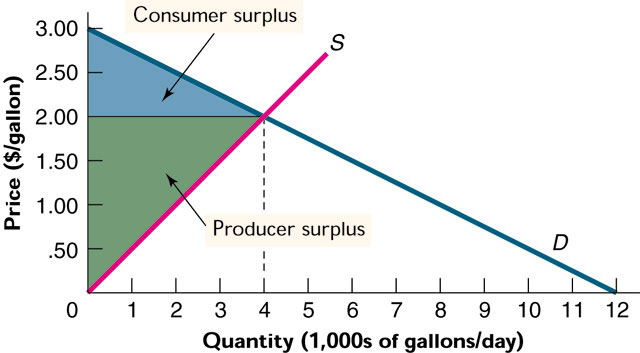 Consumer surplus
3.00
S
2.50
2.00
1.50
1.00
Producer surplus
.50
D
0 1 2 3 4 5 6 7 8 9 10 11 12
Price ($/gallon)
Quantity (1,000s of gallons/day)